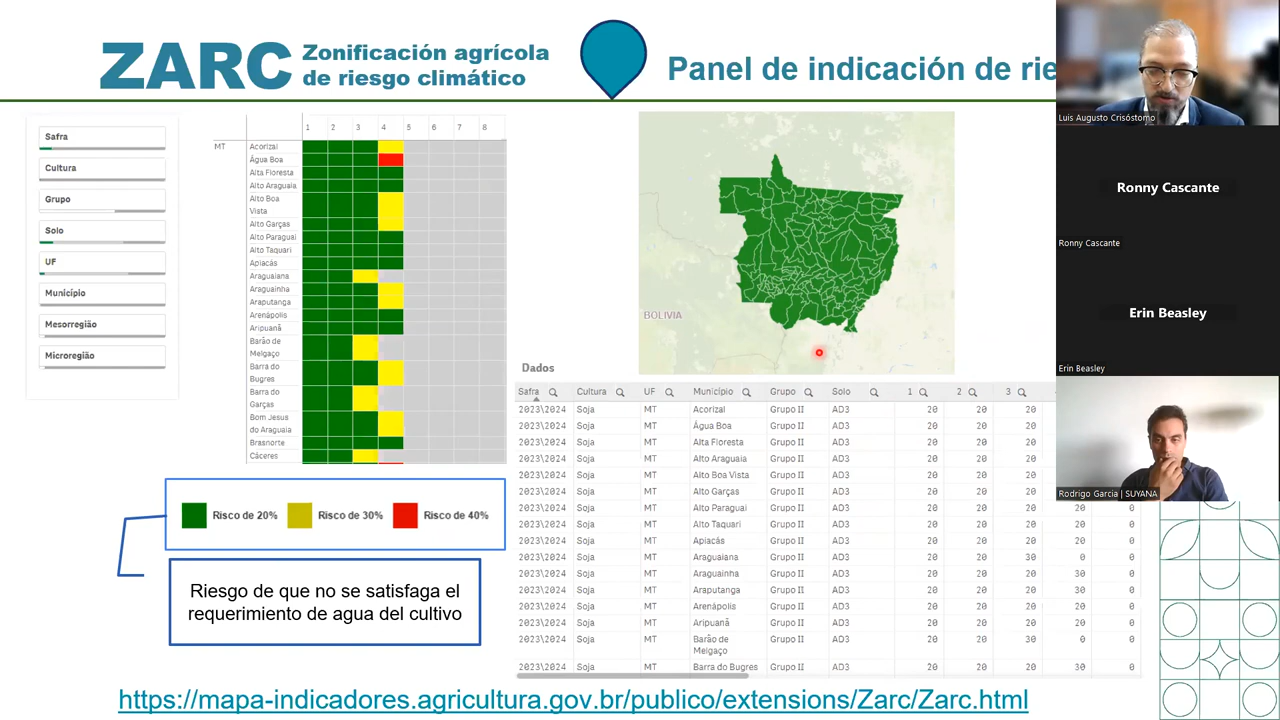 ZARC
Zonificación agrícola
de riesgo climático
Panel de indicación de rie
Safra
Cultura
Grupo
Solo
UF
Município
Mesorregião
Microregião
1 2 3 4 5 6 7 8
MT
Acorizal
Água Boa
Alta Floresta
Alto Araguaia
Alto Boa
Vista
Alto Garças
Alto Paraguai
Alto Taquari
Apiacás
Araguaiana
Araguainha
Araputanga
Arenápolis
Aripuanã
Barão de
Melgaço
Barra do
Bugres
Barra do
Garças
Bom Jesus
do Araguaia
Brasnorte
Cáceres
BOLIVIA
Risco de 20% Risco de 30% Risco de 40%
Riesgo de que no se satisfaga el
requerimiento de agua del cultivo
Dados
Safra Cultura UF Município Grupo Solo 1 2 3
2023\2024 Soja MT Acorizal Grupo II AD3 20 20 20
2023\2024 Soja MT Água Boa Grupo II AD3 20 20 20
2023\2024 Soja MT Alta Floresta Grupo II AD3 20 20 20
2023\2024 Soja MT Alto Araguaia Grupo II AD3 20 20 20
2023\2024 Soja MT Alto Boa Vista Grupo II AD3 20 20 20
2023\2024 Soja MT Alto Garças Grupo II AD3 20 20 20
2023\2024 Soja MT Alto Paraguai Grupo II AD3 20 20 20 20 0
2023\2024 Soja MT Alto Taquari Grupo II AD3 20 20 20 20 0
2023\2024 Soja MT Apiacás Grupo II AD3 20 20 20 20 0
2023\2024 Soja MT Araguaiana Grupo II AD3 20 20 30 0 0
2023\2024 Soja MT Araguainha Grupo II AD3 20 20 20 30 0
2023\2024 Soja MT Araputanga Grupo II AD3 20 20 20 30 0
2023\2024 Soja MT Arenápolis Grupo II AD3 20 20 20 20 0
2023\2024 Soja MT Aripuanã Grupo II AD3 20 20 20 20 0
2023\2024 Soja MT Barão de Grupo II AD3 20 20 30 0 0
Melgaço
2023\2024 Soja MT Barra do Bugres Grupo II AD3 20 20 20 30 0
https://mapa-indicadores.agricultura.gov.br/publico/extensions/Zarc/Zarc.html
Luis Augusto Crisóstomo
Ronny Cascante
Ronny Cascante
Erin Beasley
Erin Beasley
Rodrigo Garcia | SUYANA